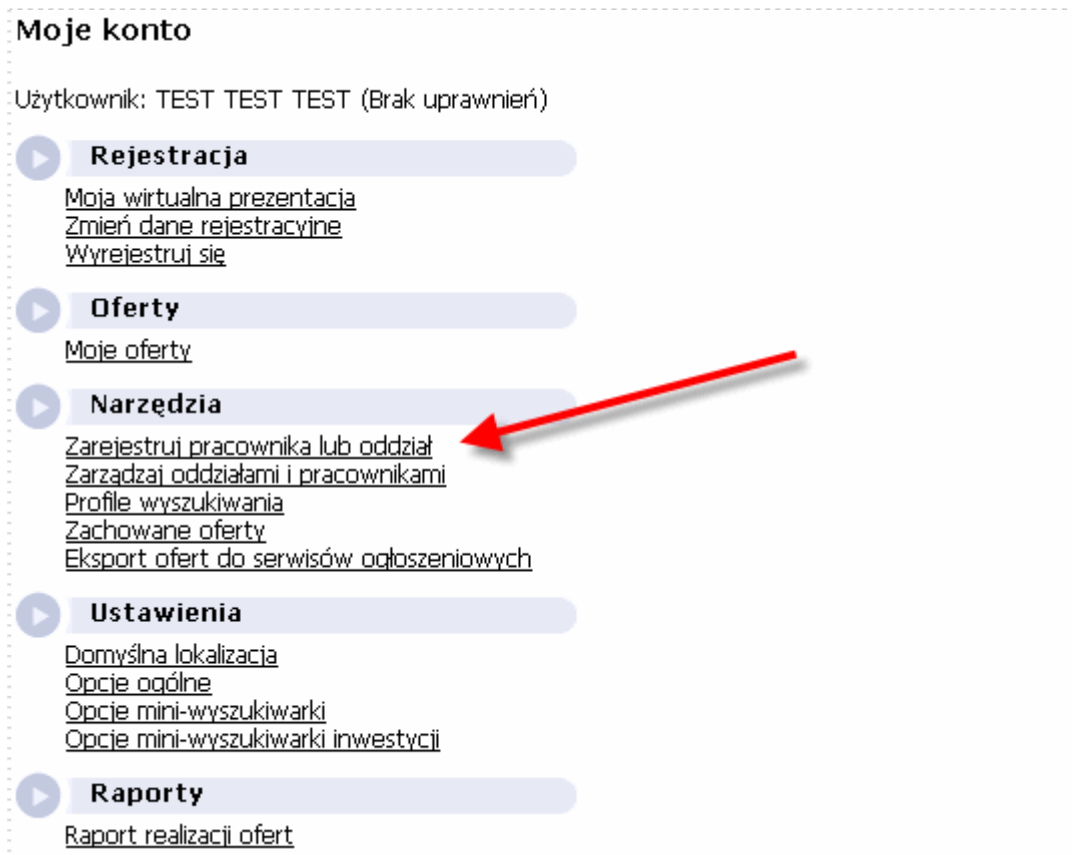 Moje konto
Użytkownik: TEST TEST TEST (Brak uprawnień)
Rejestracja
Moja wirtualna prezentacja
Zmień dane rejestracyjne
Wyrejestruj się
Oferty
Moje oferty
Narzędzia
Zarejestruj pracownika lub oddział
Zarządzaj oddziałami i pracownikami
Profile wyszukiwania
Zachowane oferty
Eksport ofert do serwisów ogłoszeniowych
Ustawienia
Domyślna lokalizacja
Opcje ogólne
Opcje mini-wyszukiwarki
Opcje mini-wyszukiwarki inwestycji
Raporty
Raport realizacji ofert